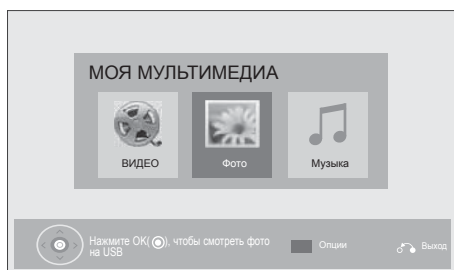 МОЯ МУЛЬТИМЕДИА
ВИДЕО
Фото
Музыка
Нажмите OK(◉), чтобы смотреть фото
на USB
Опции
Выход